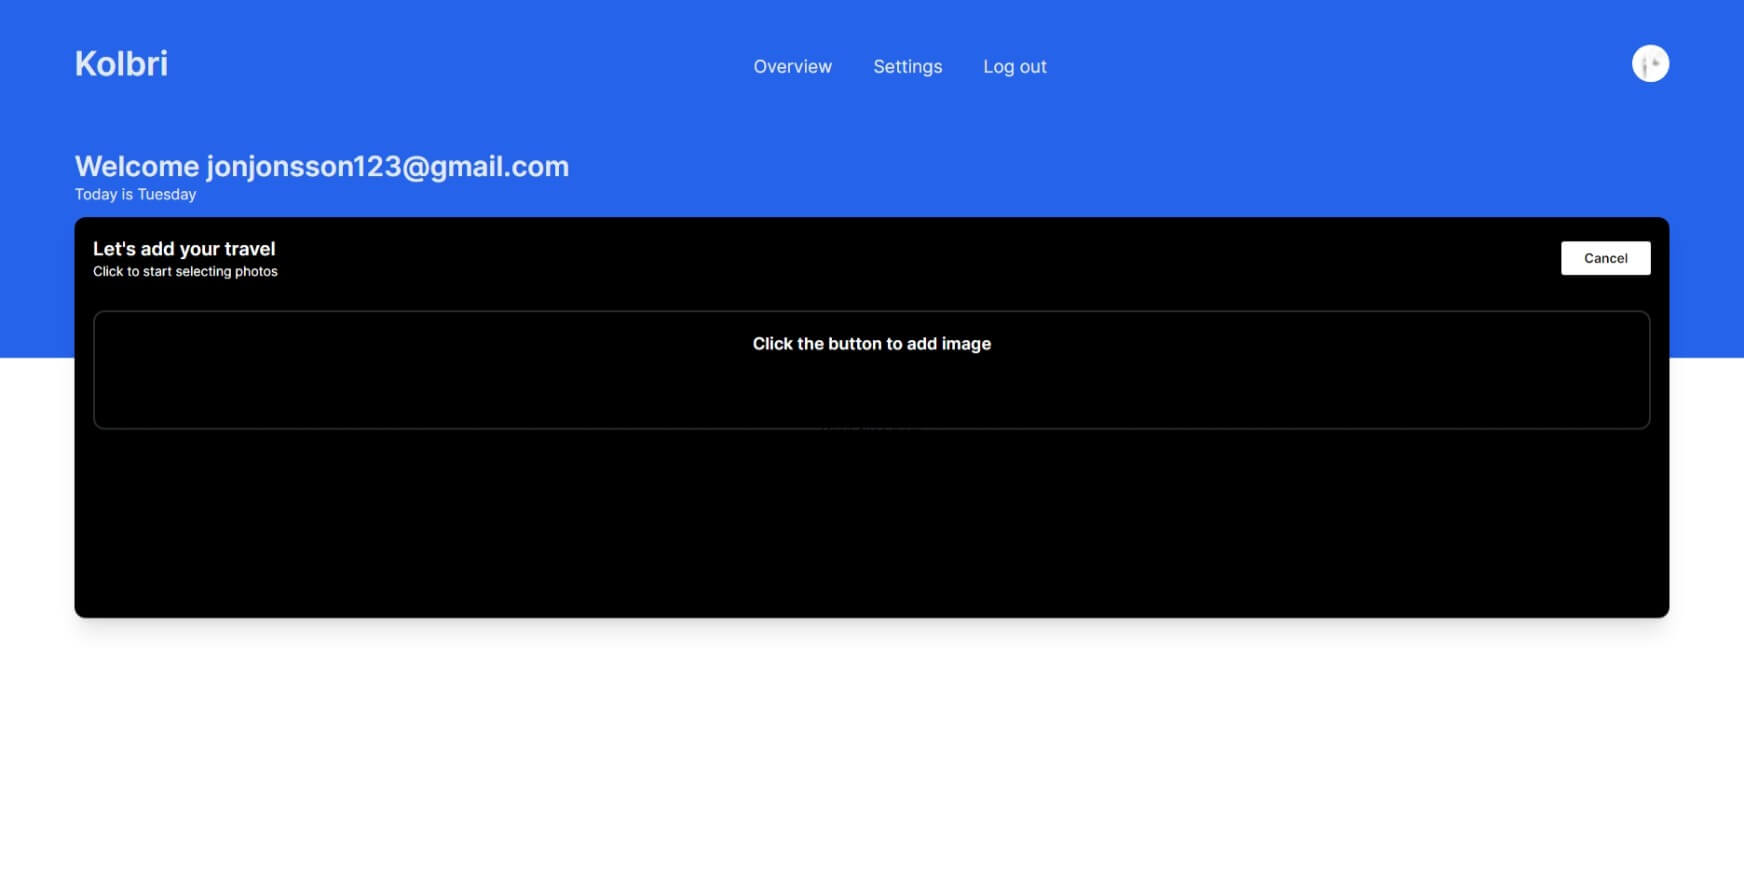 Kolbri
Overview Settings Log out
Welcome jonjonsson123@gmail.com
Today is Tuesday
Let's add your travel
Click to start selecting photos
Cancel
Click the button to add image